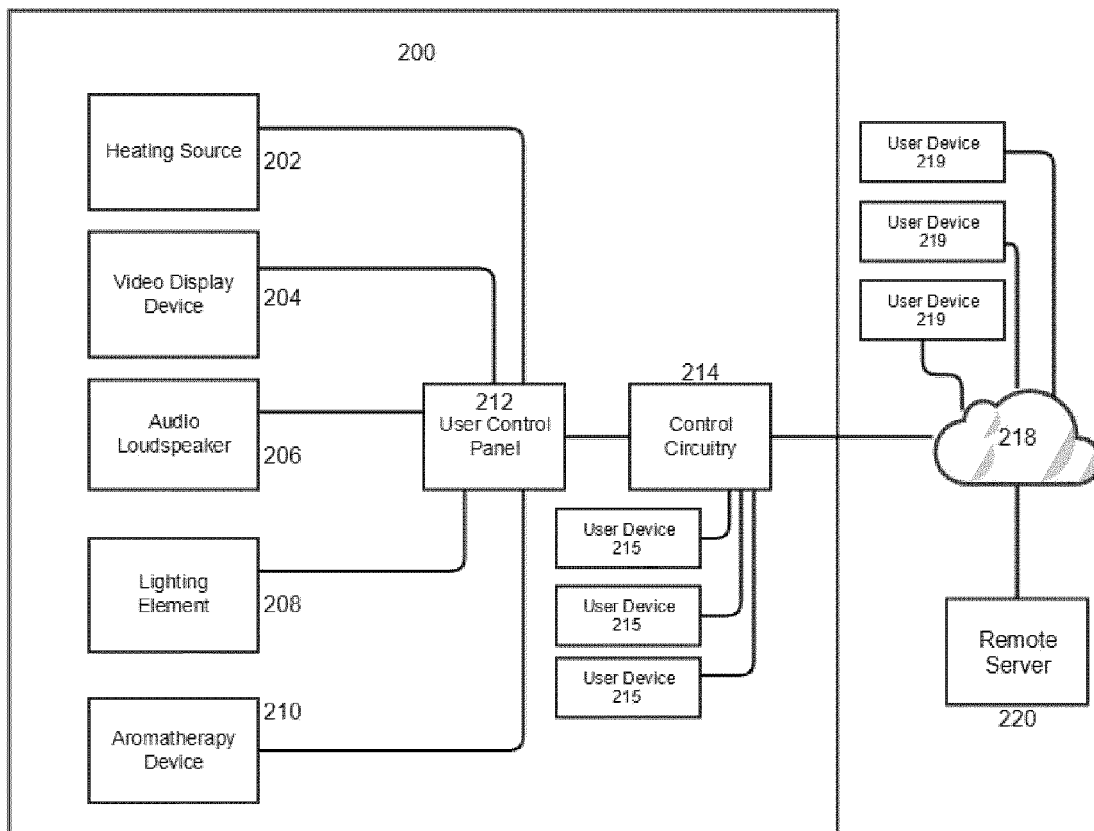 200
Heating Source
202
Video Display
Device
204
Audio
Loudspeaker
206
Lighting
Element
208
210
Aromatherapy
Device
212
User Control
Panel
214
Control
Circuitry
User Device
215
User Device
215
User Device
215
User Device
219
User Device
219
User Device
219
218
Remote
Server
220